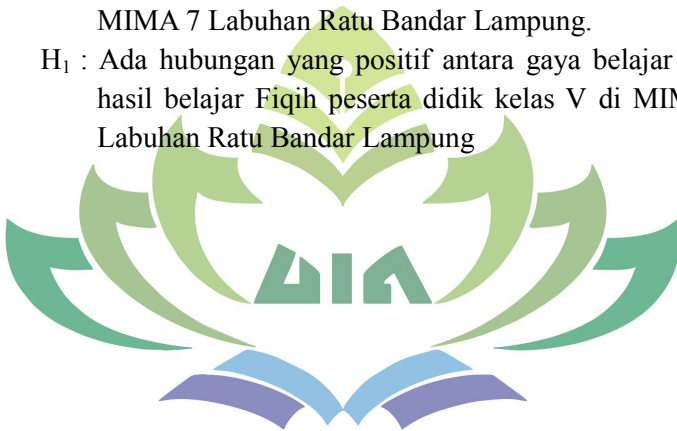 MIMA 7 Labuhan Ratu Bandar Lampung.
H₁ : Ada hubungan yang positif antara gaya belajar
hasil belajar Fiqih peserta didik kelas V di MIM
Labuhan Ratu Bandar Lampung
UIN